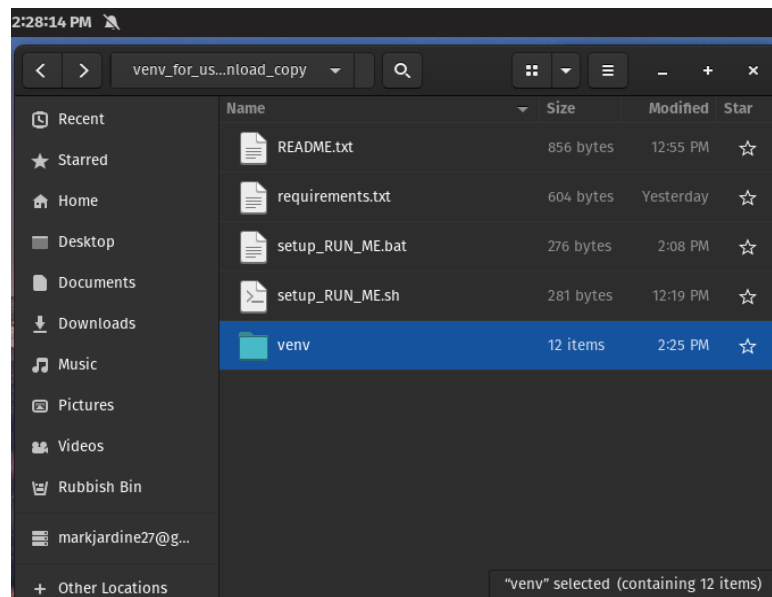 2:28:14 PM
venv_for_us...nload_copy
Name Size Modified Star
Recent
Starred
Home
Desktop
Documents
Downloads
Music
Pictures
Videos
Rubbish Bin
markjardine27@g...
+ Other Locations
README.txt 856 bytes 12:55 PM
requirements.txt 604 bytes Yesterday
setup_RUN_ME.bat 276 bytes 2:08 PM
setup_RUN_ME.sh 281 bytes 12:19 PM
venv 12 items 2:25 PM
“venv” selected (containing 12 items)